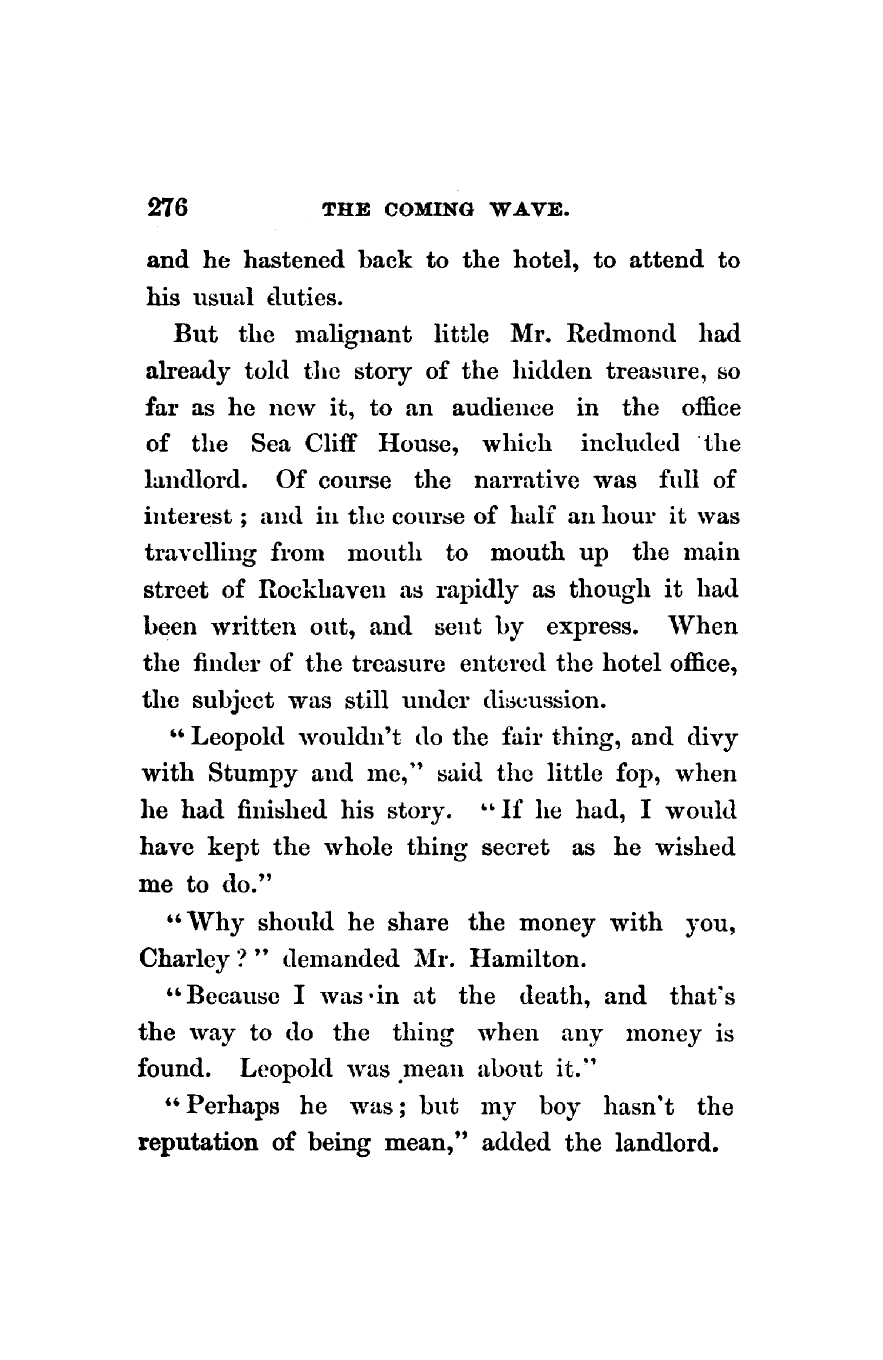 276 THE COMING WAVE.
and he hastened back to the hotel, to attend to
his usual duties.
But the malignant little Mr. Redmond had
already told the story of the hidden treasure, so
far as he new it, to an audience in the office
of the Sea Cliff House, which included the
landlord. Of course the narrative was full of
interest ; and in the course of half an hour it was
travelling from mouth to mouth up the main
street of Rockhaven as rapidly as though it had
been written out, and sent by express. When
the finder of the treasure entered the hotel office,
the subject was still under discussion.
“ Leopold wouldn’t do the fair thing, and divy
with Stumpy and me,” said the little fop, when
he had finished his story. “ If he had, I would
have kept the whole thing secret as he wished
me to do.”
“ Why should he share the money with you,
Charley ? ” demanded Mr. Hamilton.
“ Because I was in at the death, and that’s
the way to do the thing when any money is
found. Leopold was mean about it.”
“ Perhaps he was ; but my boy hasn’t the
reputation of being mean,” added the landlord.